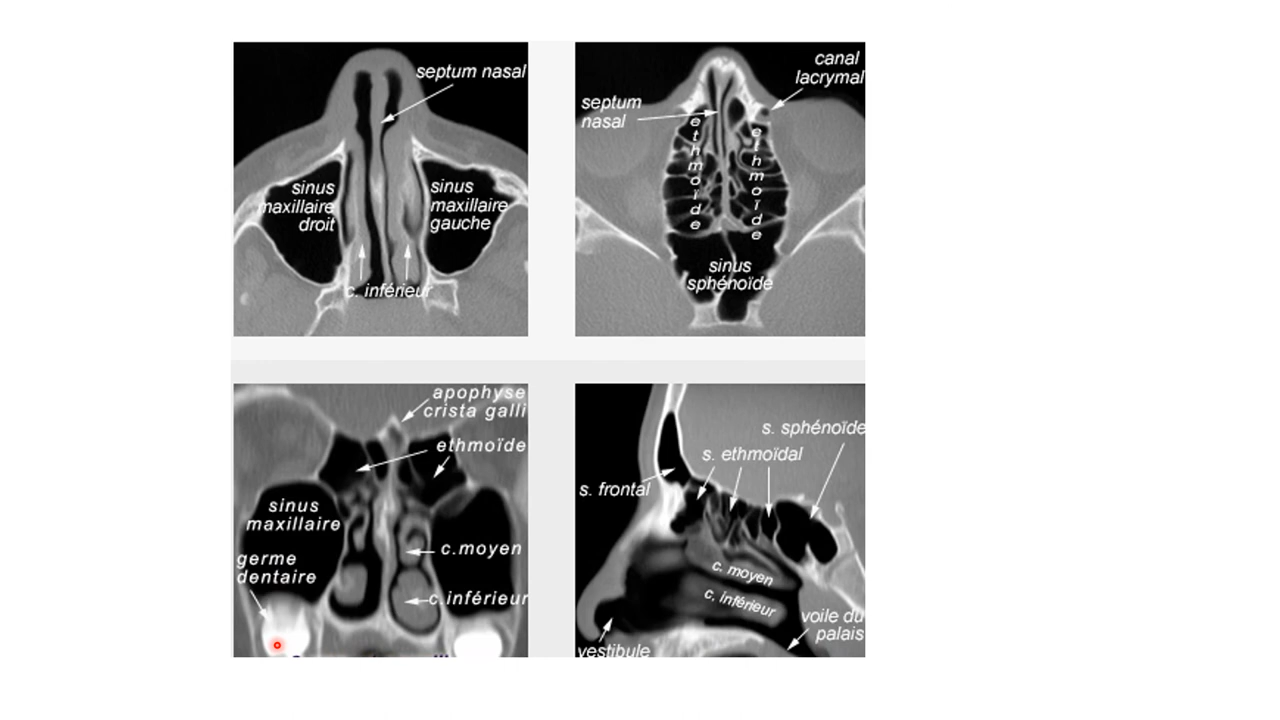 septum nasal
sinus
maxillaire
droit
sinus
maxillaire
gauche
c. inférieur
canal
lacrymal
septum
nasal
ethmoïde
ethmoïde
sinus
sphénoïde
apophyse
crista galli
ethmoïde
sinus
maxillaire
c.moyen
germe
dentaire
c.inférieur
s. sphénoïde
s. ethmoïdal
s. frontal
c. moyen
c. inférieur
voile du
palais
vestibule